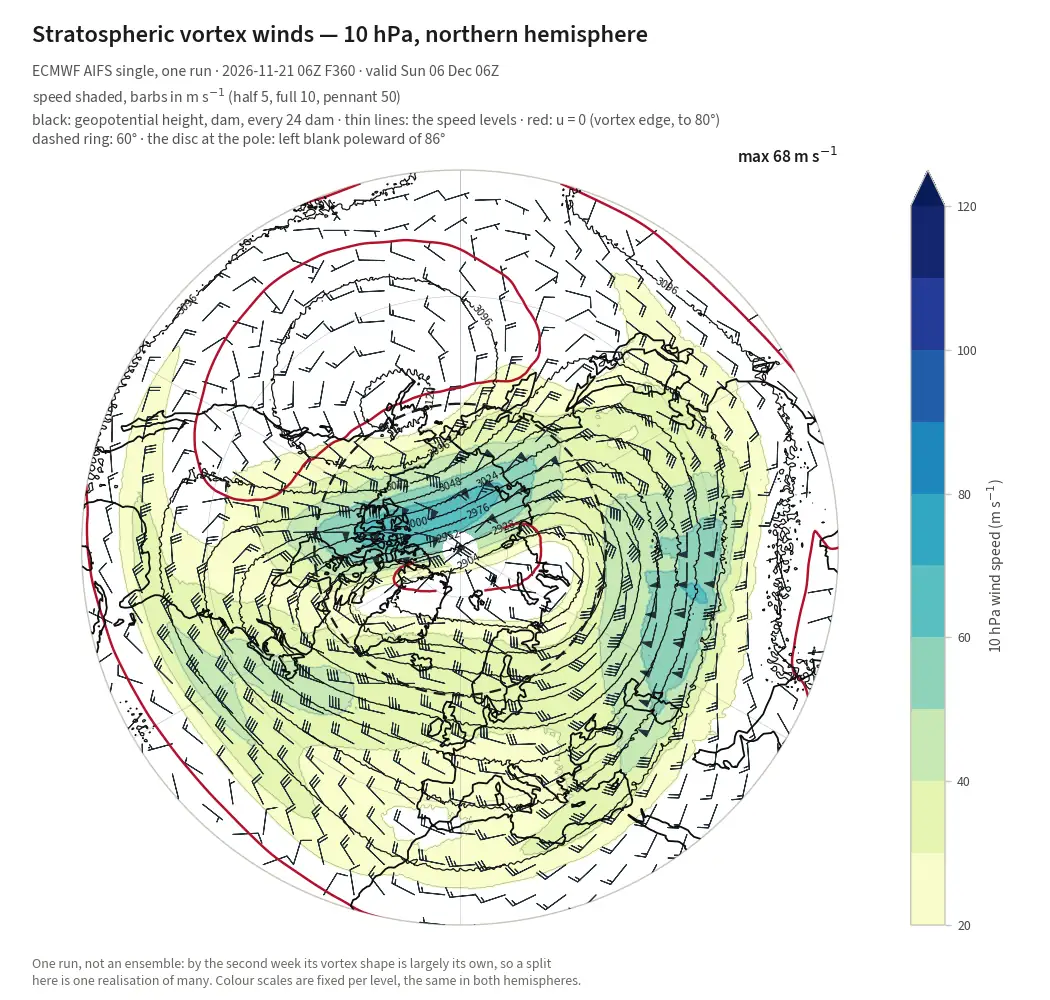 Stratospheric vortex winds — 10 hPa, northern hemisphere
ECMWF AIFS single, one run · 2026-11-21 06Z F360 · valid Sun 06 Dec 06Z
speed shaded, barbs in m s⁻¹ (half 5, full 10, pennant 50)
black: geopotential height, dam, every 24 dam · thin lines: the speed levels · red: u = 0 (vortex edge, to 80°)
dashed ring: 60° · the disc at the pole: left blank poleward of 86°
max 68 m s⁻¹
120
100
80
60
40
20
10 hPa wind speed (m s⁻¹)
3096
3096
3096
3048
3024
2976
One run, not an ensemble: by the second week its vortex shape is largely its own, so a split
here is one realisation of many. Colour scales are fixed per level, the same in both hemispheres.